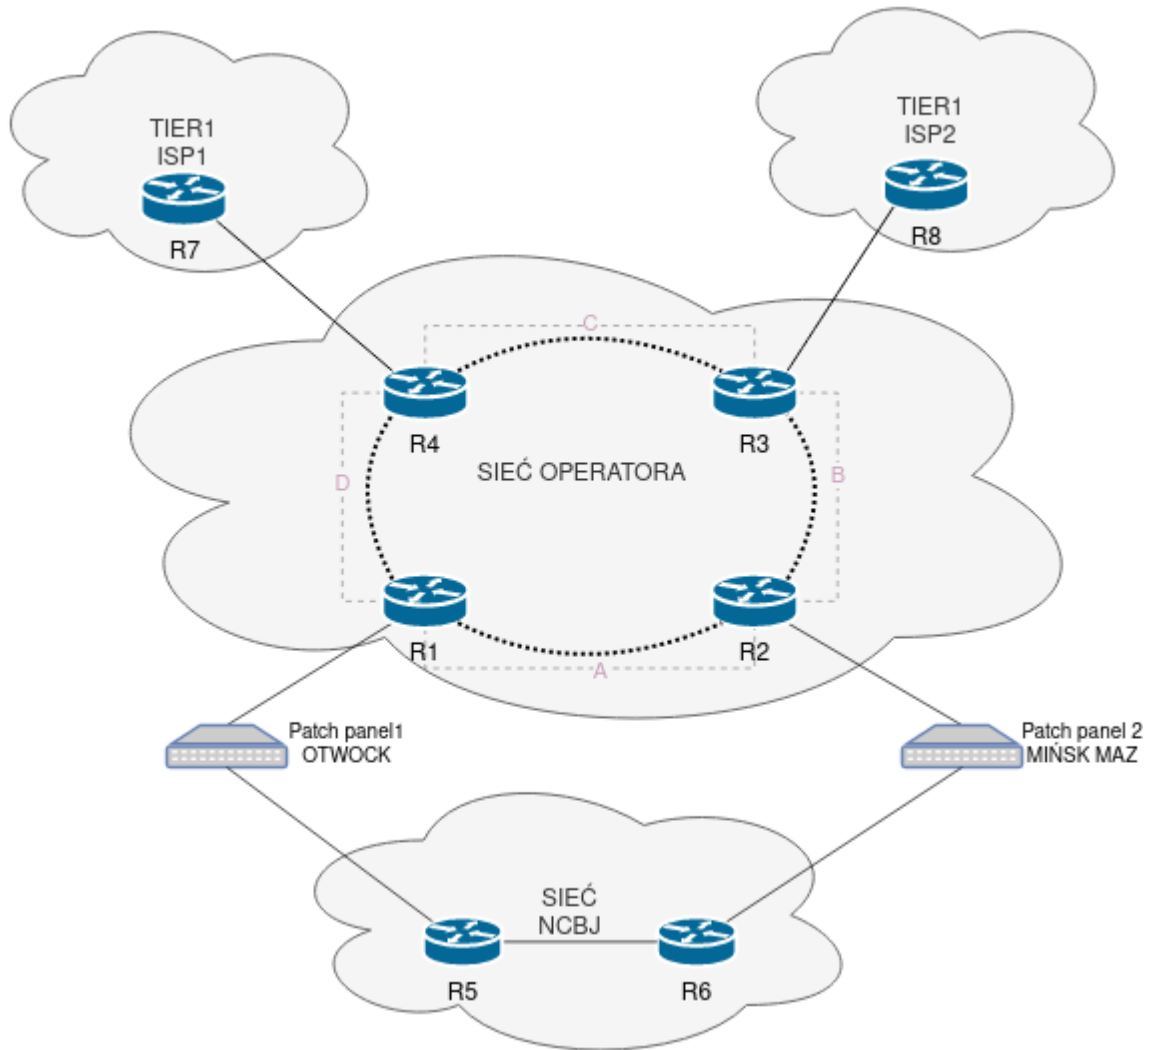 TIER1
ISP1
R7
TIER1
ISP2
R8
C
R4
R3
SIEĆ OPERATORA
D
B
R1
R2
A
Patch panel1
OTWOCK
Patch panel 2
MIŃSK MAZ
SIEĆ
NCBJ
R5
R6